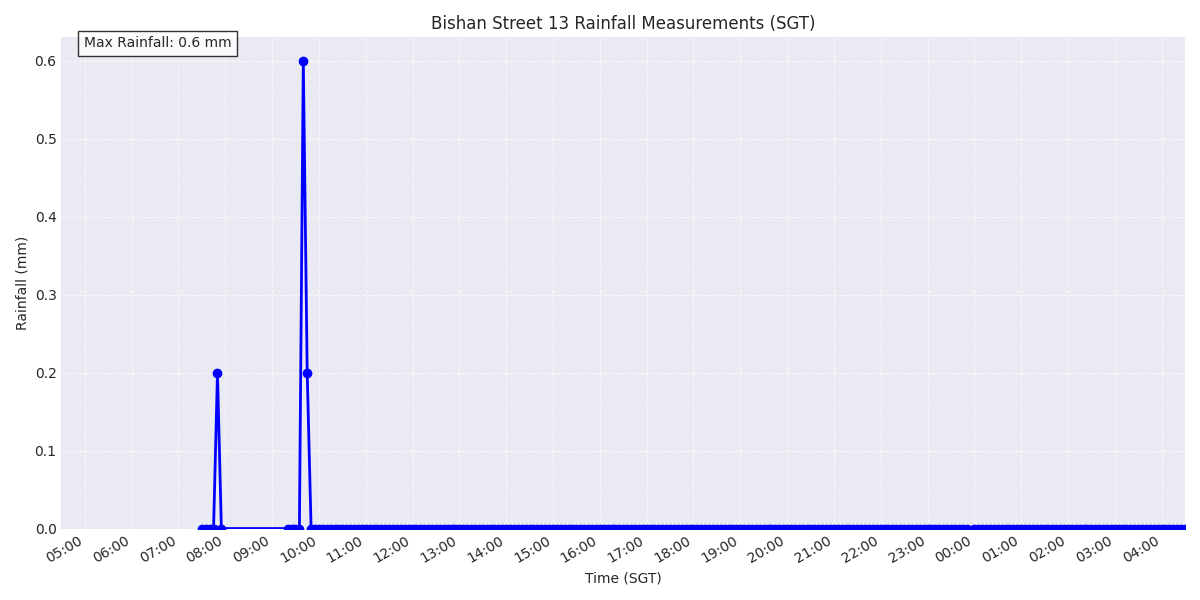 Bishan Street 13 Rainfall Measurements (SGT)
Max Rainfall: 0.6 mm
0.6
0.5
0.4
0.3
0.2
0.1
0.0
Rainfall (mm)
05:00 06:00 07:00 08:00 09:00 10:00 11:00 12:00 13:00 14:00 15:00 16:00 17:00 18:00 19:00 20:00 21:00 22:00 23:00 00:00 01:00 02:00 03:00 04:00
Time (SGT)